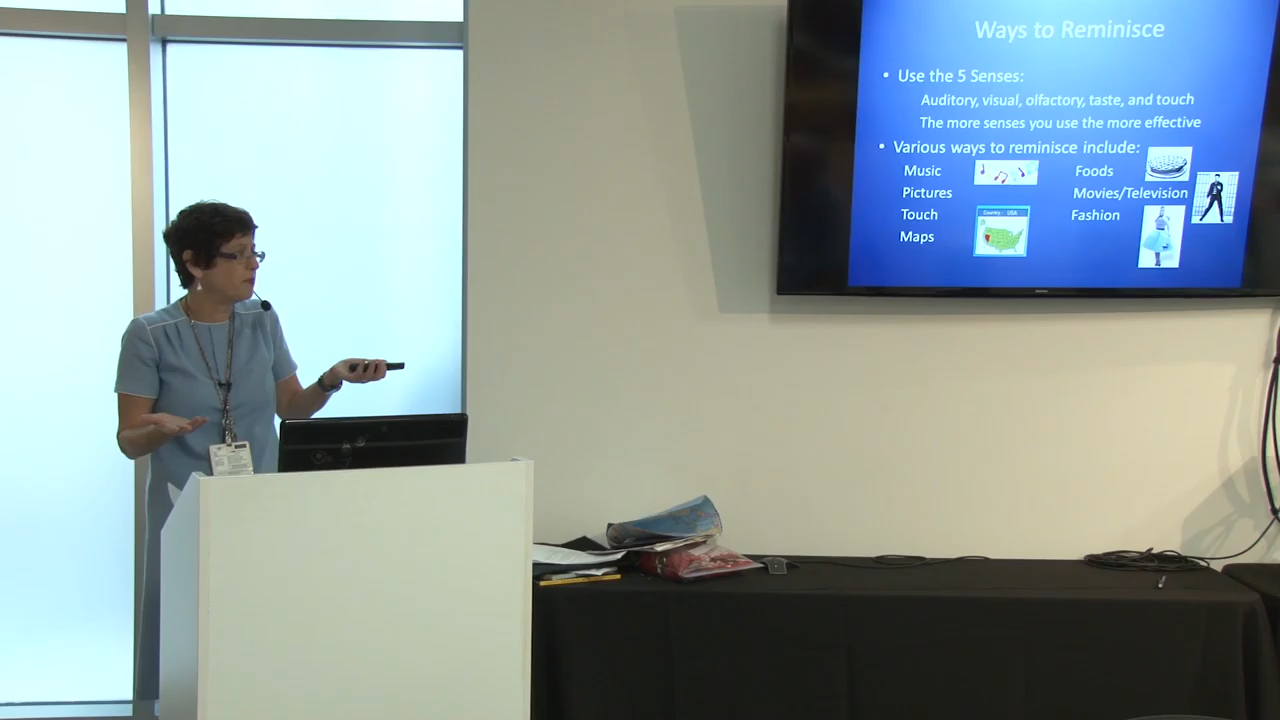 Ways to Reminisce
• Use the 5 Senses:
Auditory, visual, olfactory, taste, and touch
The more senses you use the more effective
• Various ways to reminisce include:
Music
Foods
Pictures
Movies/Television
Touch
Fashion
Maps
Country - USA